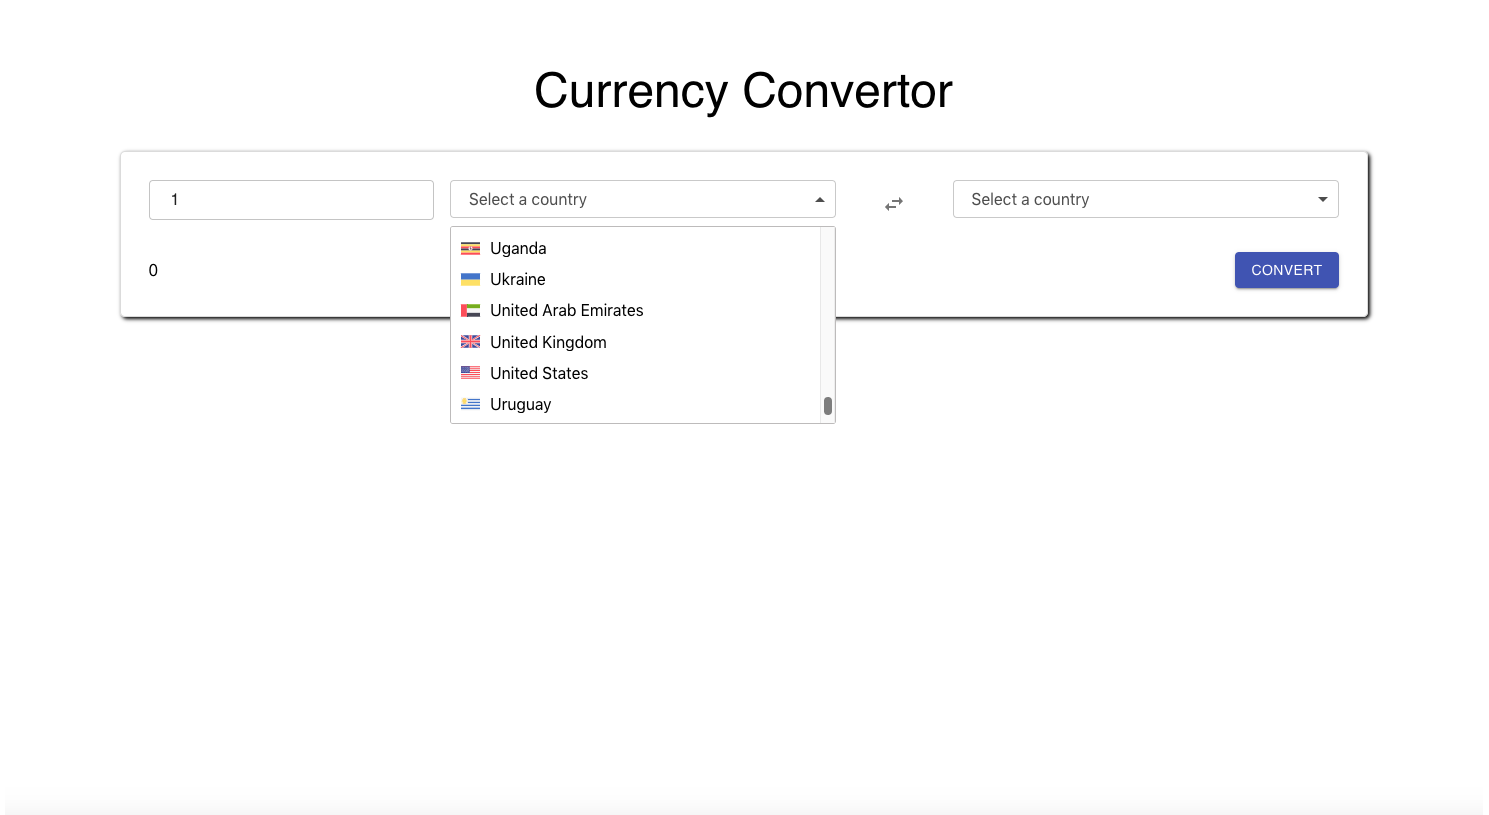 Currency Convertor
1
Select a country
Select a country
Uganda
Ukraine
United Arab Emirates
United Kingdom
United States
Uruguay
0
CONVERT